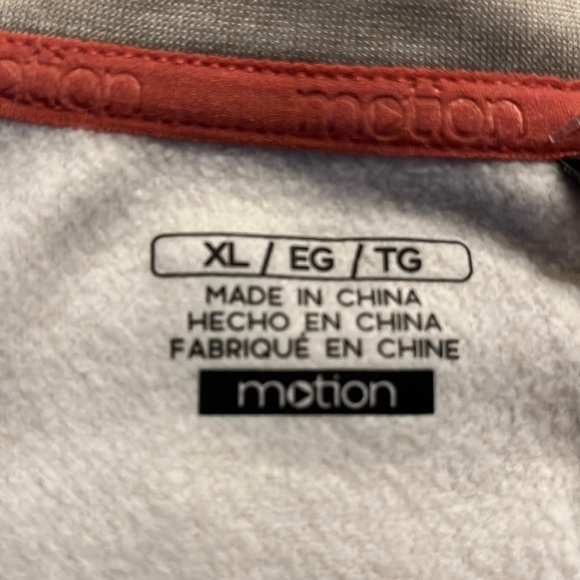 motion motion
XL / EG / TG
MADE IN CHINA
HECHO EN CHINA
FABRIQUÉ EN CHINE
motion